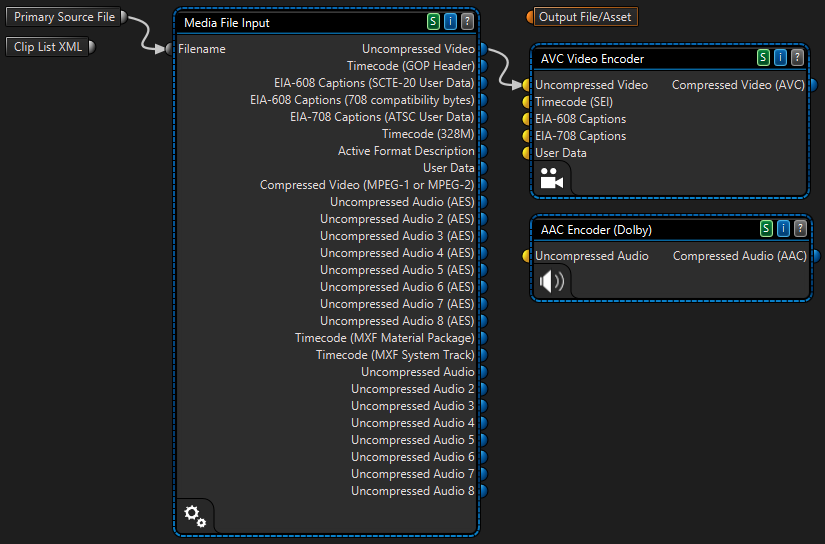 Primary Source File
Clip List XML
Media File Input
S i ?
Filename
Uncompressed Video
Timecode (GOP Header)
EIA-608 Captions (SCTE-20 User Data)
EIA-608 Captions (708 compatibility bytes)
EIA-708 Captions (ATSC User Data)
Timecode (328M)
Active Format Description
User Data
Compressed Video (MPEG-1 or MPEG-2)
Uncompressed Audio (AES)
Uncompressed Audio 2 (AES)
Uncompressed Audio 3 (AES)
Uncompressed Audio 4 (AES)
Uncompressed Audio 5 (AES)
Uncompressed Audio 6 (AES)
Uncompressed Audio 7 (AES)
Uncompressed Audio 8 (AES)
Timecode (MXF Material Package)
Timecode (MXF System Track)
Uncompressed Audio
Uncompressed Audio 2
Uncompressed Audio 3
Uncompressed Audio 4
Uncompressed Audio 5
Uncompressed Audio 6
Uncompressed Audio 7
Uncompressed Audio 8
Output File/Asset
AVC Video Encoder
S i ?
Uncompressed Video
Compressed Video (AVC)
Timecode (SEI)
EIA-608 Captions
EIA-708 Captions
User Data
AAC Encoder (Dolby)
S i ?
Uncompressed Audio
Compressed Audio (AAC)